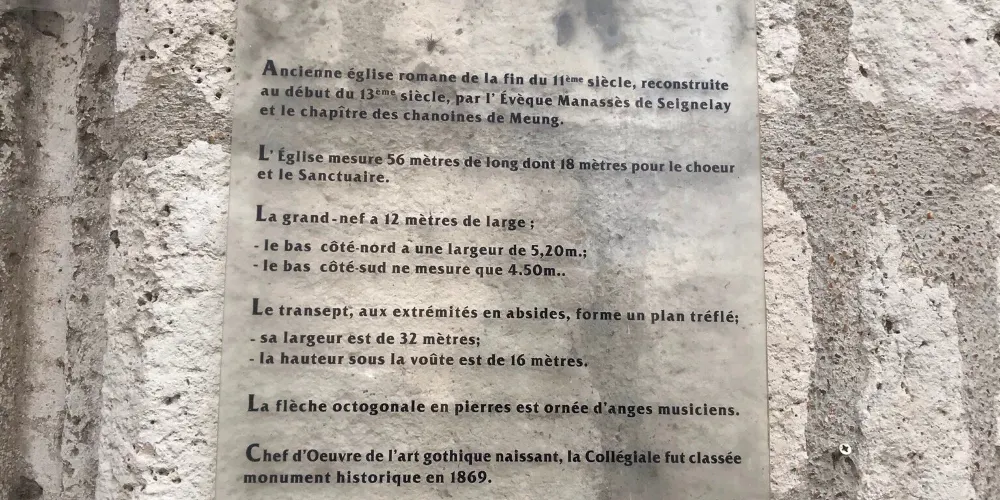 Ancienne église romane de la fin du 11ème siècle, reconstruite
au début du 13ème siècle, par l' Évèque Manassès de Seignelay
et le chapître des chanoines de Meung.
L' Église mesure 56 mètres de long dont 18 mètres pour le choeur
et le Sanctuaire.
La grand-nef a 12 mètres de large ;
- le bas côté-nord a une largeur de 5,20m.;
- le bas côté-sud ne mesure que 4.50m..
Le transept, aux extrémités en absides, forme un plan tréflé;
- sa largeur est de 32 mètres;
- la hauteur sous la voûte est de 16 mètres.
La flèche octogonale en pierres est ornée d'anges musiciens.
Chef d'Oeuvre de l'art gothique naissant, la Collégiale fut classée
monument historique en 1869.